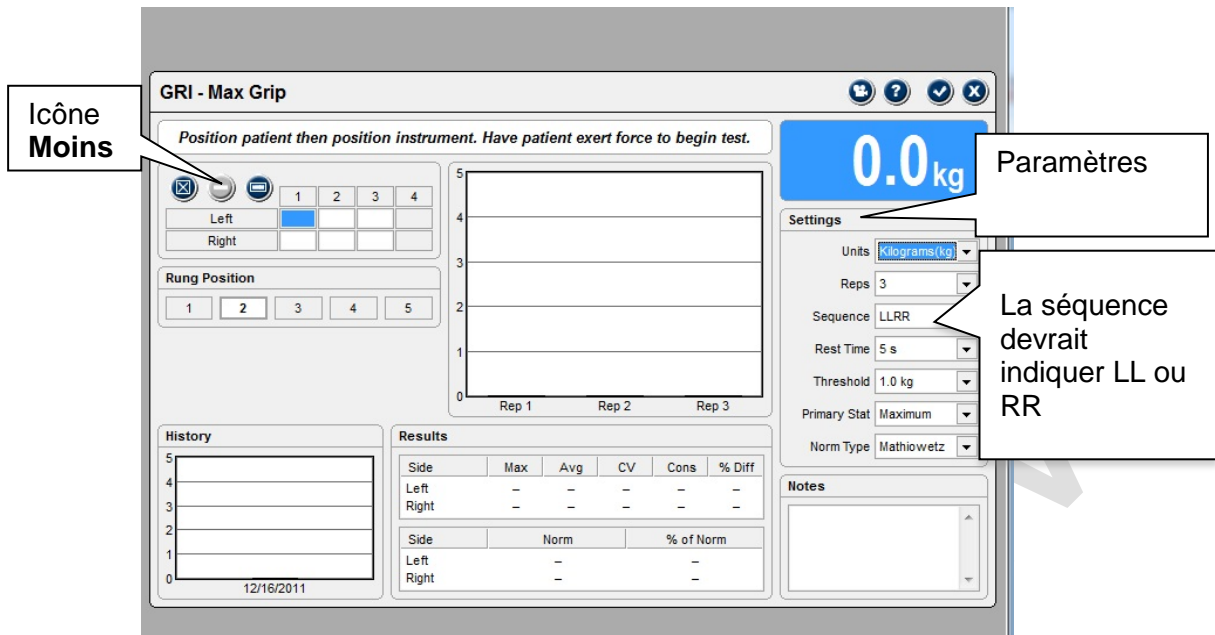 GRI - Max Grip
Icône
Moins
Position patient then position instrument. Have patient exert force to begin test.
0.0 kg
Paramètres
1 2 3 4
Left
Right
Rung Position
1 2 3 4 5
5
4
3
2
1
0
Rep 1 Rep 2 Rep 3
Settings
Units Kilograms(kg)
Reps 3
Sequence LLRR
Rest Time 5 s
Threshold 1.0 kg
Primary Stat Maximum
Norm Type Mathiowetz
La séquence
devrait
indiquer LL ou
RR
History
5
4
3
2
1
0
12/16/2011
Results
Side Max Avg CV Cons % Diff
Left – – – – –
Right – – – – –
Side Norm % of Norm
Left – –
Right – –
Notes